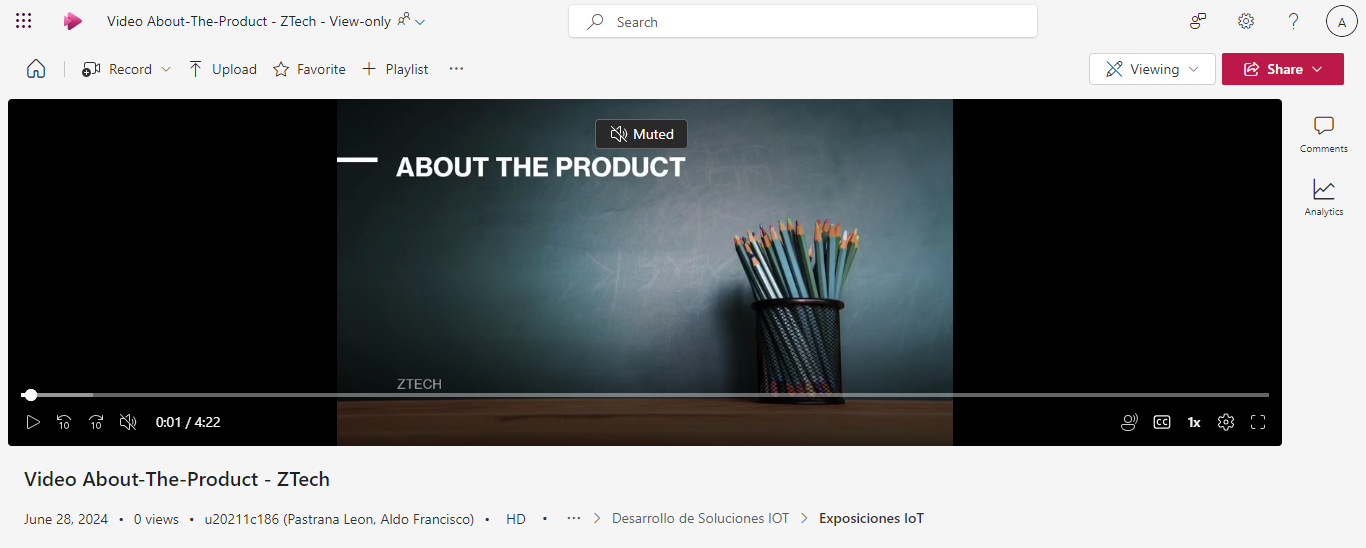 Video About-The-Product - ZTech - View-only
Search
A
Record
Upload
Favorite
Playlist
Viewing
Share
Muted
ABOUT THE PRODUCT
ZTECH
10
10
0:01 / 4:22
CC
1x
Comments
Analytics
Video About-The-Product - ZTech
June 28, 2024 • 0 views • u20211c186 (Pastrana Leon, Aldo Francisco) • HD • ··· > Desarrollo de Soluciones IOT > Exposiciones IoT